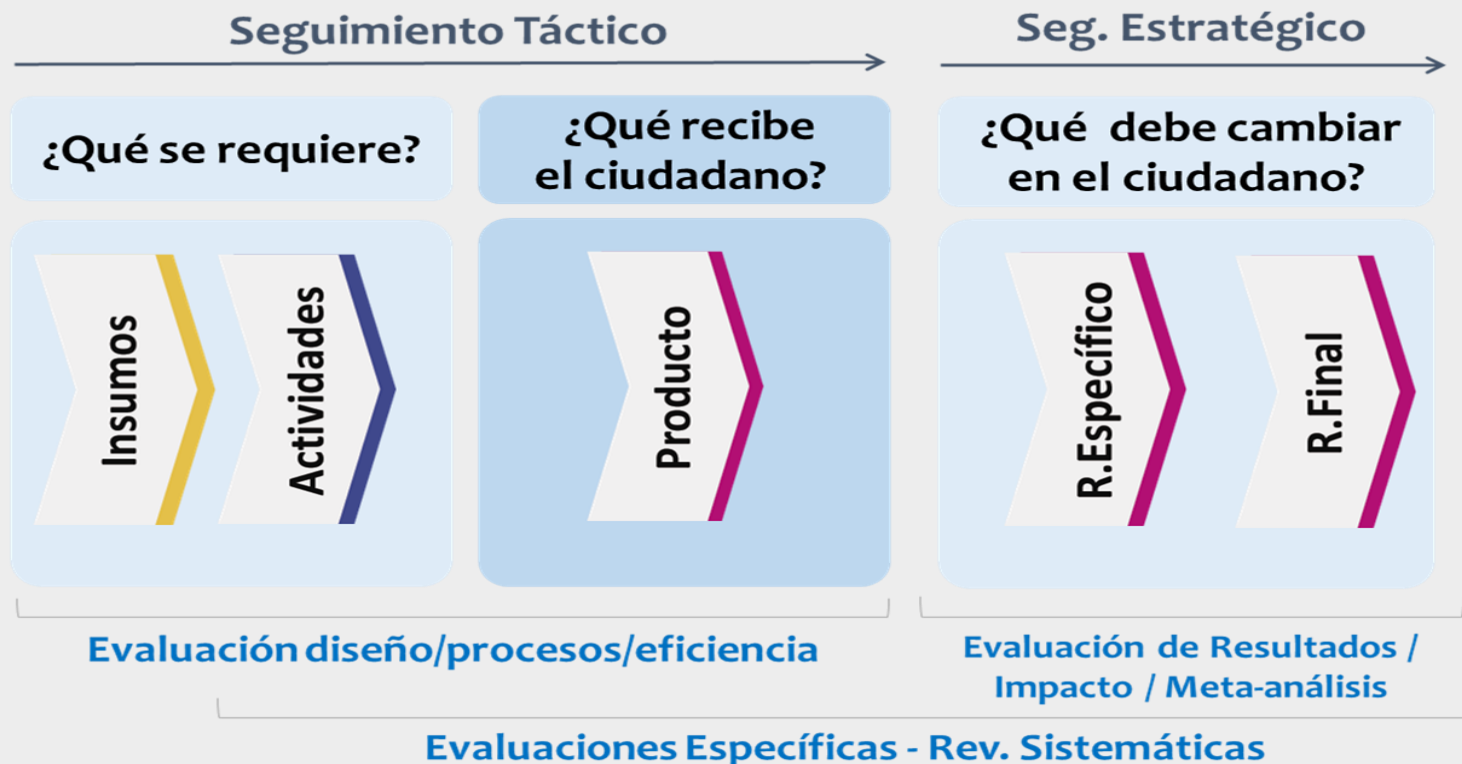 Seguimiento Táctico
Seg. Estratégico
¿Qué se requiere?
¿Qué recibe
el ciudadano?
¿Qué debe cambiar
en el ciudadano?
Insumos
Actividades
Producto
R.Específico
R.Final
Evaluación diseño/procesos/eficiencia
Evaluación de Resultados /
Impacto / Meta-análisis
Evaluaciones Específicas - Rev. Sistemáticas